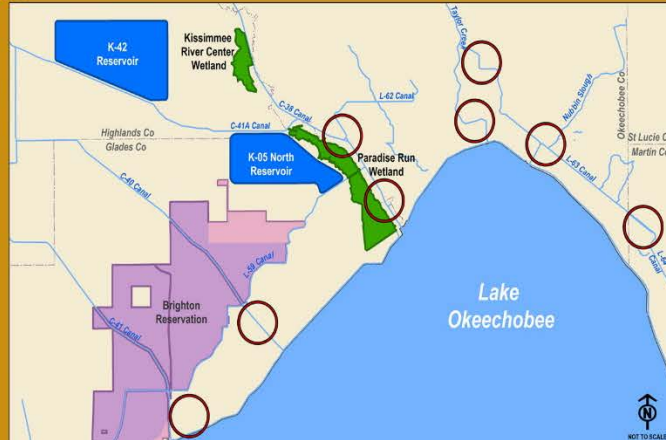 K-42
Reservoir
Kissimmee
River Center
Wetland
Taylor Creek
Nubbin Slough
Okeechobee Co
L-62 Canal
C-38 Canal
C-41A Canal
Highlands Co
Glades Co
St Lucie C
Martin Co
K-05 North
Reservoir
Paradise Run
Wetland
L-63 Canal
C-40 Canal
L-59 Canal
L-64
Canal
Brighton
Reservation
C-41 Canal
Lake
Okeechobee
N
NOT TO SCALE